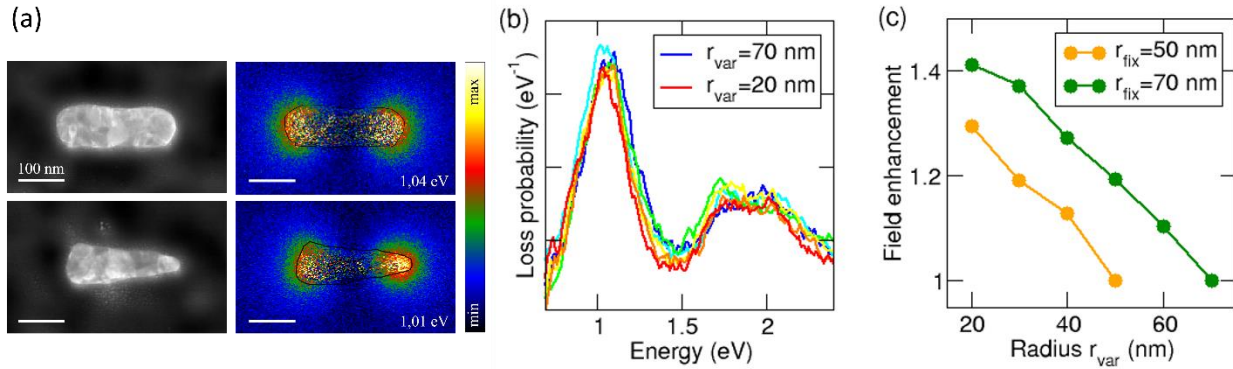 (a)
100 nm
1,04 eV
1,01 eV
max
min
(b)
Loss probability (eV⁻¹)
r_var=70 nm
r_var=20 nm
1
1.5
2
Energy (eV)
(c)
Field enhancement
1.4
1.2
1
r_fix=50 nm
r_fix=70 nm
20
40
60
Radius r_var (nm)